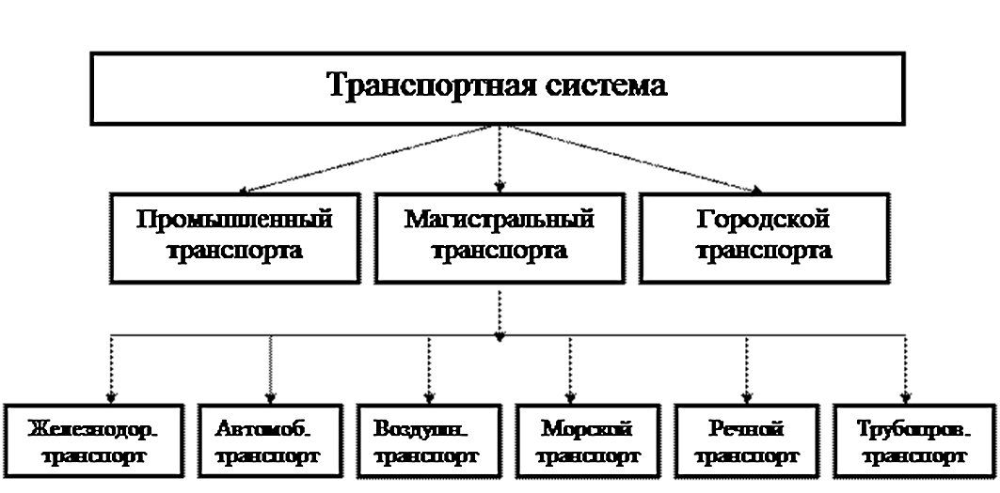 Транспортная система
Промышленный
транспорта
Магистральный
транспорта
Городской
транспорта
Железнодор.
транспорт
Автомоб.
транспорт
Воздушн.
транспорт
Морской
транспорт
Речной
транспорт
Трубопров.
транспорт